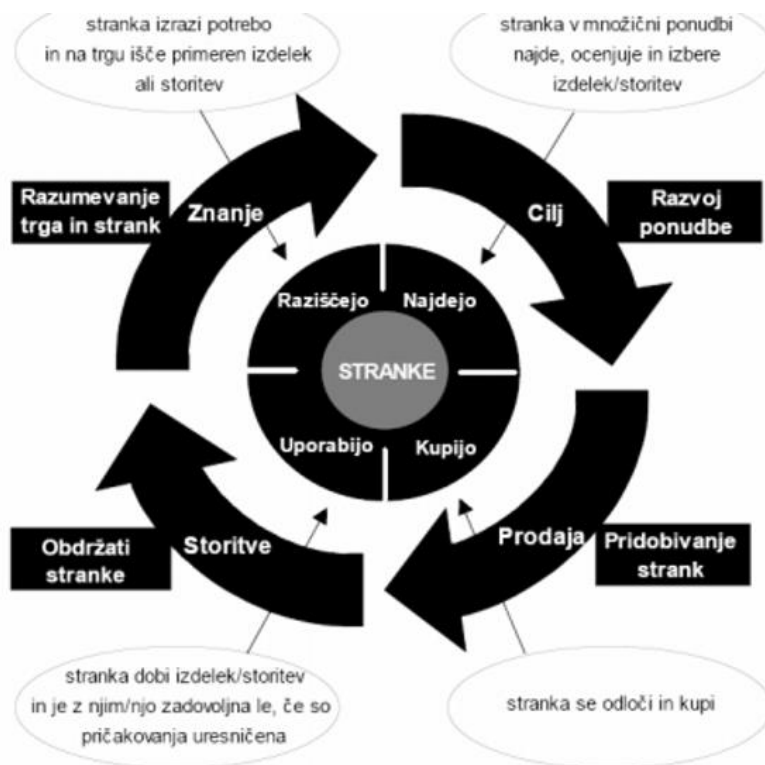 stranka izrazi potrebo
in na trgu išče primeren izdelek
ali storitev
stranka v množični ponudbi
najde, ocenjuje in izbere
izdelek/storitev
Razumevanje
trga in strank
Znanje
Cilj
Razvoj
ponudbe
Raziščejo
Najdejo
STRANKE
Uporabijo
Kupijo
Obdržati
stranke
Storitve
Prodaja
Pridobivanje
strank
stranka dobi izdelek/storitev
in je z njim/njo zadovoljna le, če so
pričakovanja uresničena
stranka se odloči in kupi